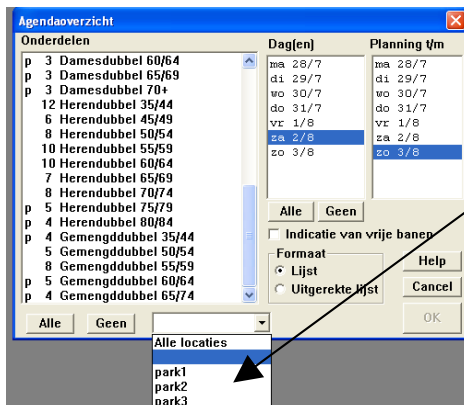 Agendaoverzicht
Onderdelen
p 3 Damesdubbel 60/64
p 3 Damesdubbel 65/69
p 3 Damesdubbel 70+
12 Herendubbel 35/44
6 Herendubbel 45/49
8 Herendubbel 50/54
10 Herendubbel 55/59
10 Herendubbel 60/64
7 Herendubbel 65/69
8 Herendubbel 70/74
p 5 Herendubbel 75/79
p 4 Herendubbel 80/84
p 4 Gemengddubbel 35/44
5 Gemengddubbel 50/54
8 Gemengddubbel 55/59
p 5 Gemengddubbel 60/64
p 4 Gemengddubbel 65/74
Alle Geen
Alle locaties
park1
park2
park3
Dag(en)
ma 28/7
di 29/7
wo 30/7
do 31/7
vr 1/8
za 2/8
zo 3/8
Alle Geen
Planning t/m
ma 28/7
di 29/7
wo 30/7
do 31/7
vr 1/8
za 2/8
zo 3/8
Indicatie van vrije banen
Formaat
Lijst
Uitgerekte lijst
Help
Cancel
OK